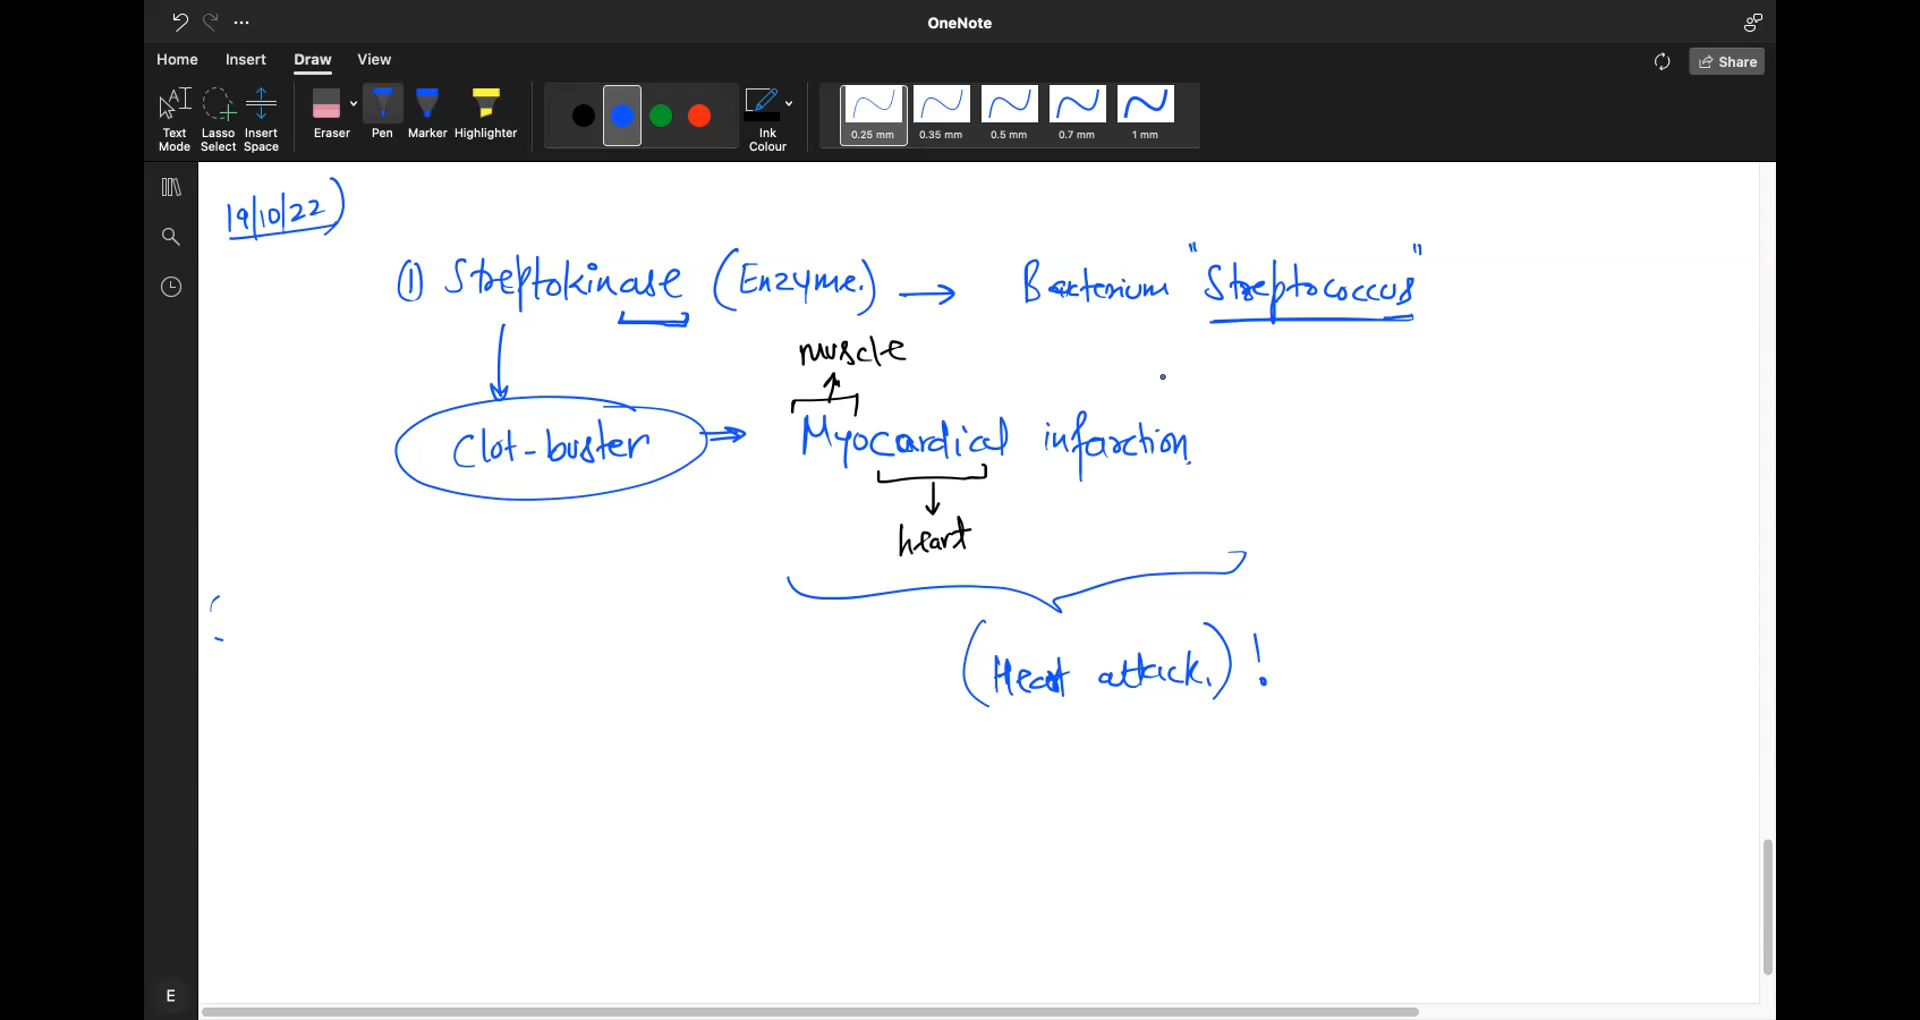 OneNote
Home Insert Draw View
Share
Text Mode
Lasso Select
Insert Space
Eraser
Pen
Marker
Highlighter
Ink Colour
0.25 mm
0.35 mm
0.5 mm
0.7 mm
1 mm
19/10/22)
① Streptokinase (Enzyme.) → Bacterium "Streptococcus"
muscle
Clot-buster ⇒ Myocardical infarction.
heart
(Heart attack.) !
E